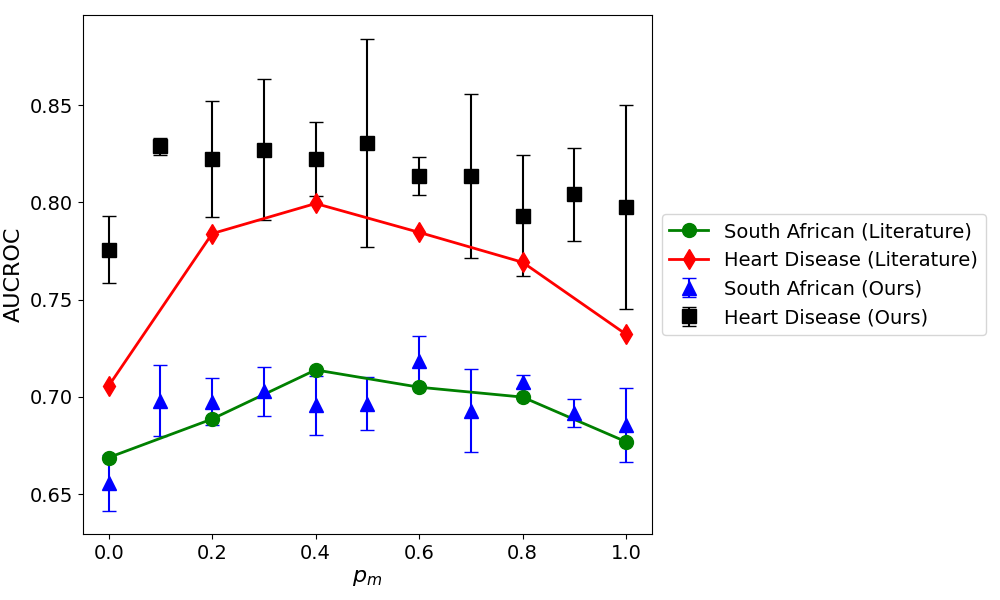 AUCROC
0.85
0.80
0.75
0.70
0.65
0.0 0.2 0.4 0.6 0.8 1.0
pm
South African (Literature)
Heart Disease (Literature)
South African (Ours)
Heart Disease (Ours)